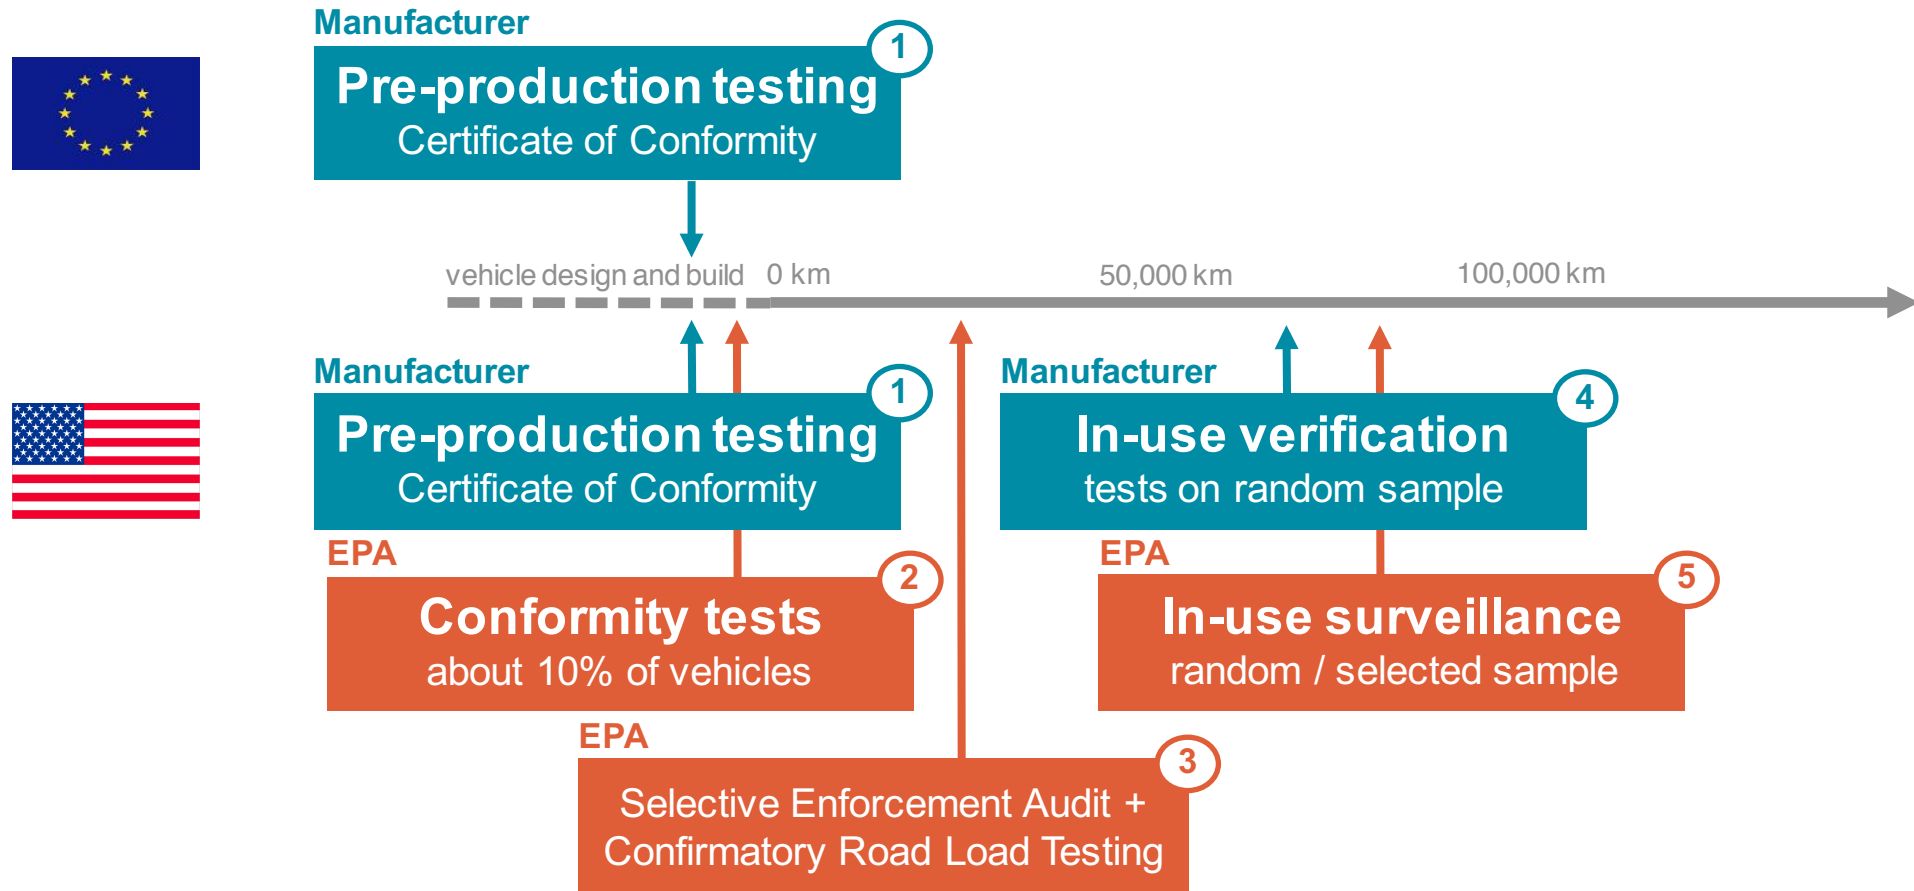 Manufacturer
1
Pre-production testing
Certificate of Conformity
vehicle design and build
0 km
50,000 km
100,000 km
Manufacturer
1
Pre-production testing
Certificate of Conformity
Manufacturer
4
In-use verification
tests on random sample
EPA
2
Conformity tests
about 10% of vehicles
EPA
5
In-use surveillance
random / selected sample
EPA
3
Selective Enforcement Audit +
Confirmatory Road Load Testing